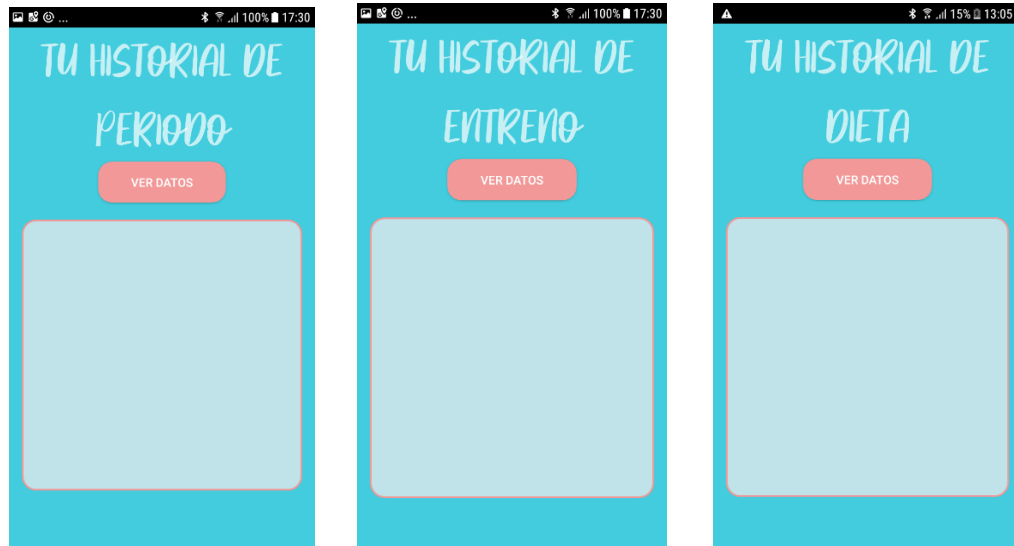 ... 100% 17:30
TU HISTORIAL DE
PERIODO
VER DATOS
... 100% 17:30
TU HISTORIAL DE
ENTRENO
VER DATOS
15% 13:05
TU HISTORIAL DE
DIETA
VER DATOS